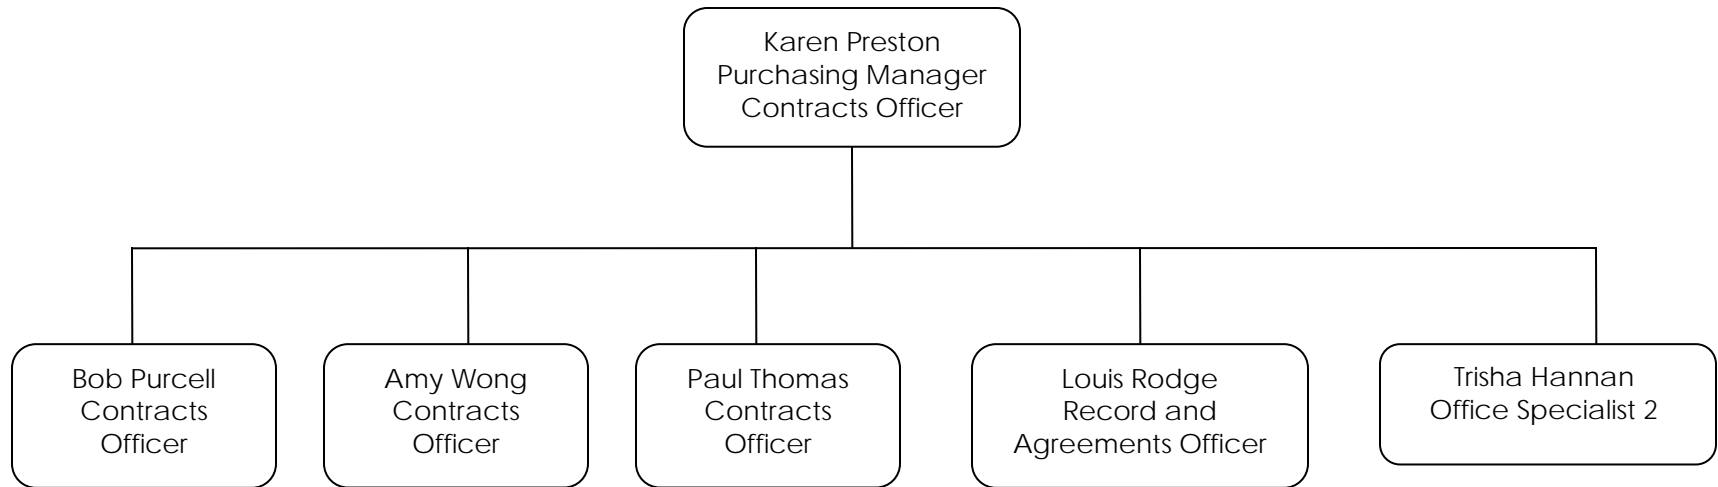 Karen Preston
Purchasing Manager
Contracts Officer
Bob Purcell
Contracts
Officer
Amy Wong
Contracts
Officer
Paul Thomas
Contracts
Officer
Louis Rodge
Record and
Agreements Officer
Trisha Hannan
Office Specialist 2